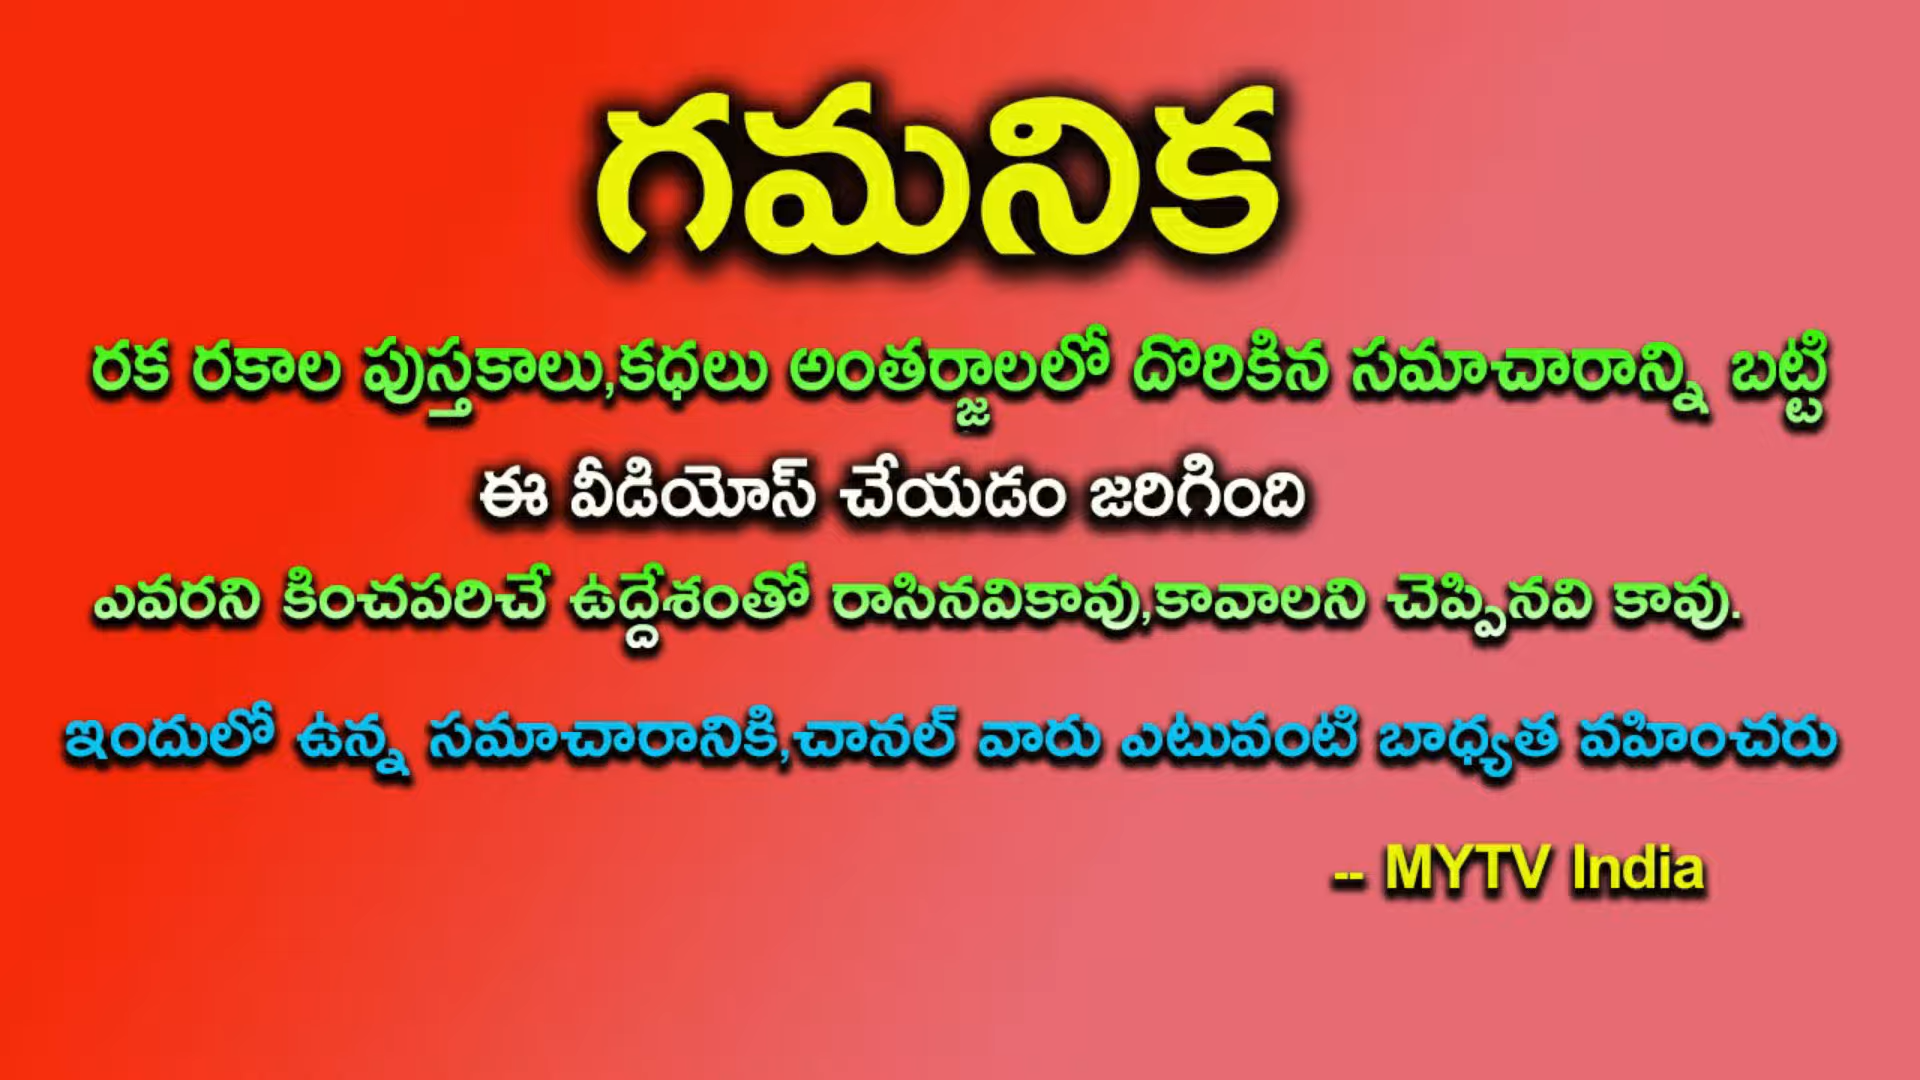 గమనిక
రక రకాల పుస్తకాలు,కధలు అంతర్జాలలో దొరికిన సమాచారాన్ని బట్టి
ఈ వీడియోస్ చేయడం జరిగింది
ఎవరని కించపరిచే ఉద్దేశంతో రాసినవికావు,కావాలని చెప్పినవి కావు.
ఇందులో ఉన్న సమాచారానికి,చానల్ వారు ఎటువంటి బాధ్యత వహించరు
-- MYTV India